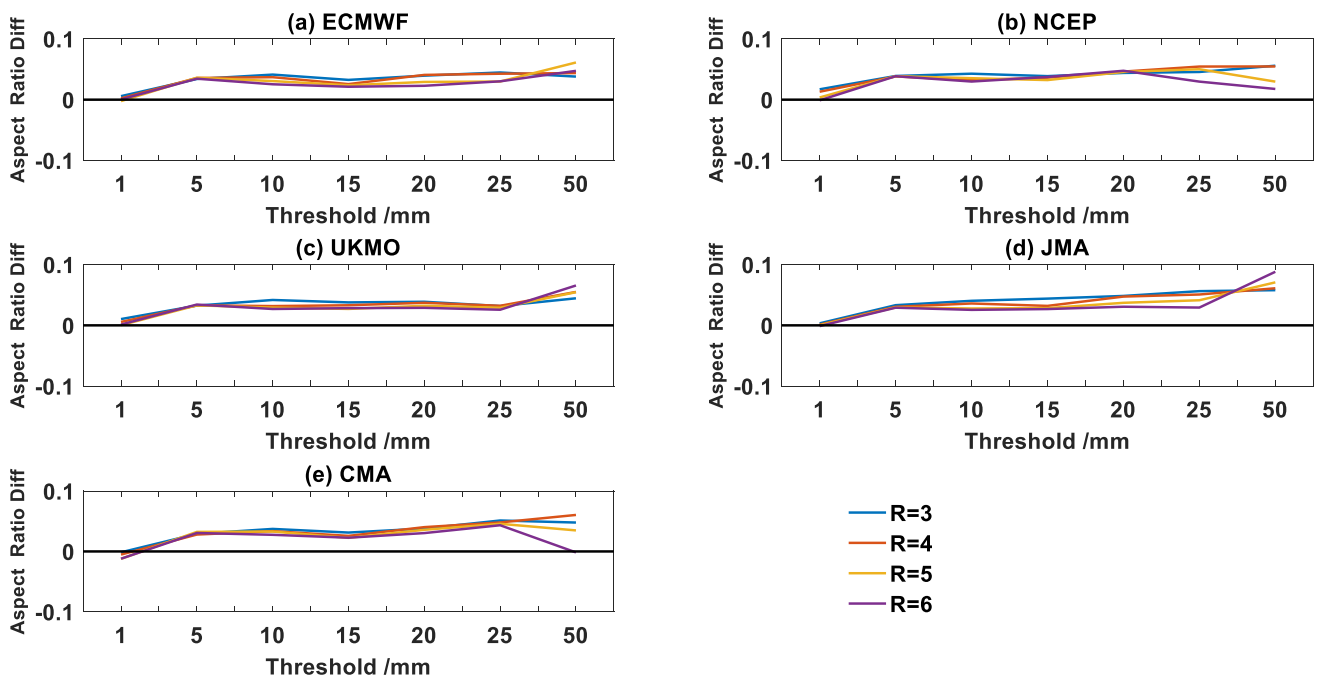 (a) ECMWF
Aspect Ratio Diff
0.1
0
-0.1
1 5 10 15 20 25 50
Threshold /mm
(b) NCEP
Aspect Ratio Diff
0.1
0
-0.1
1 5 10 15 20 25 50
Threshold /mm
(c) UKMO
Aspect Ratio Diff
0.1
0
-0.1
1 5 10 15 20 25 50
Threshold /mm
(d) JMA
Aspect Ratio Diff
0.1
0
-0.1
1 5 10 15 20 25 50
Threshold /mm
(e) CMA
Aspect Ratio Diff
0.1
0
-0.1
1 5 10 15 20 25 50
Threshold /mm
R=3
R=4
R=5
R=6